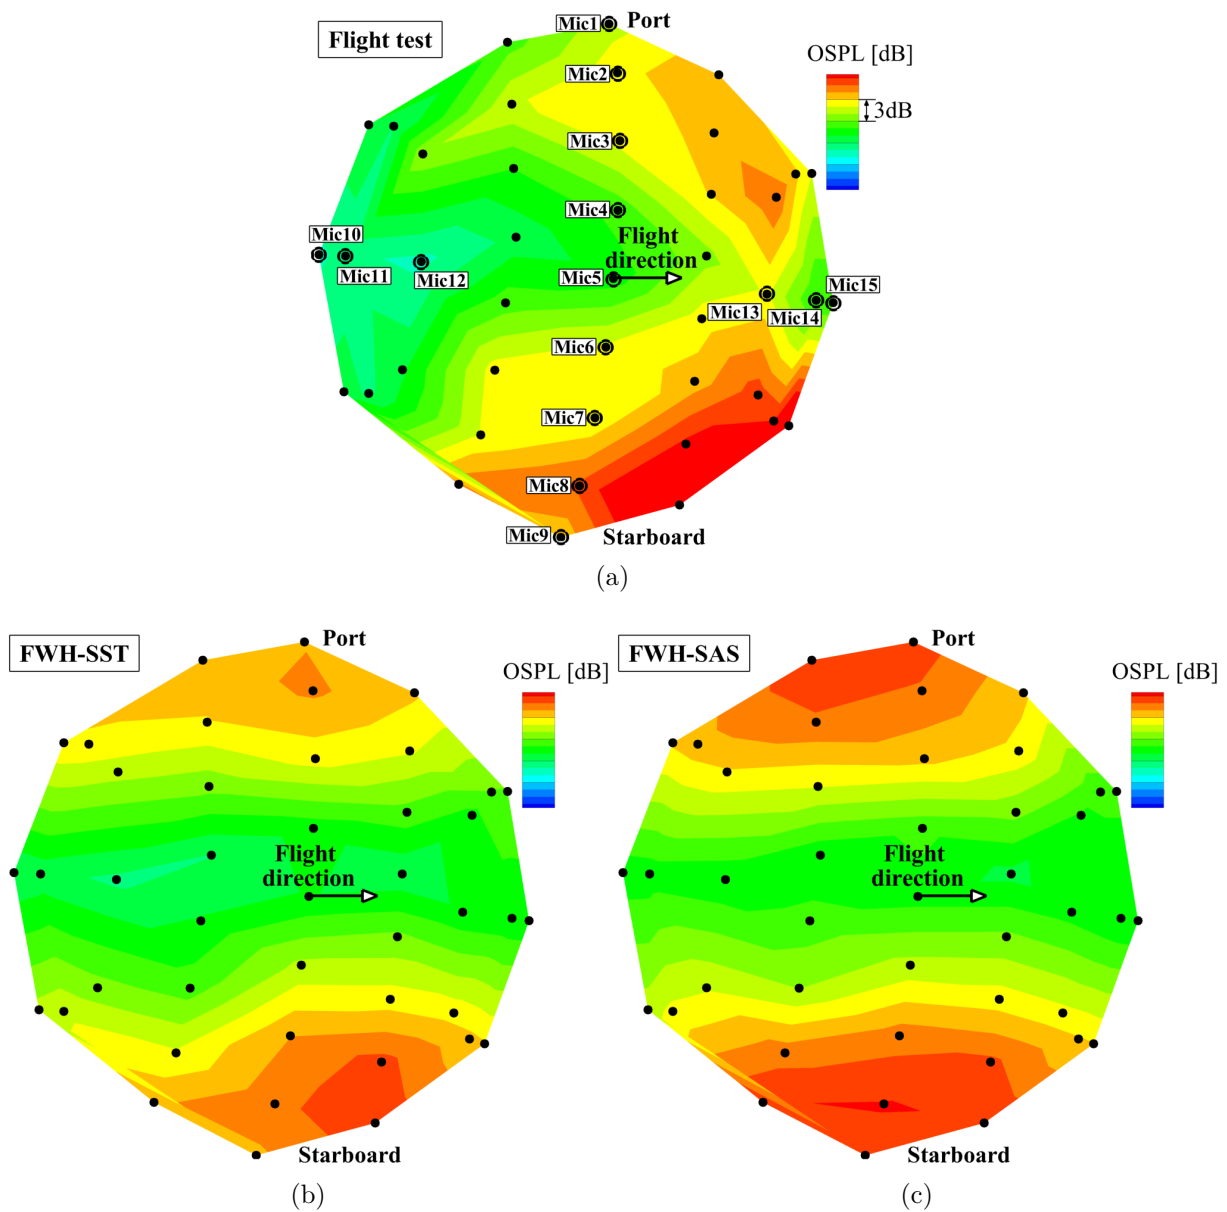 Flight test
Mic1
Port
OSPL [dB]
Mic2
3dB
Mic3
Mic4
Flight
direction
Mic10
Mic11
Mic12
Mic5
Mic15
Mic13
Mic14
Mic6
Mic7
Mic8
Mic9
Starboard
(a)
FWH-SST
Port
OSPL [dB]
Flight
direction
Starboard
(b)
FWH-SAS
Port
OSPL [dB]
Flight
direction
Starboard
(c)